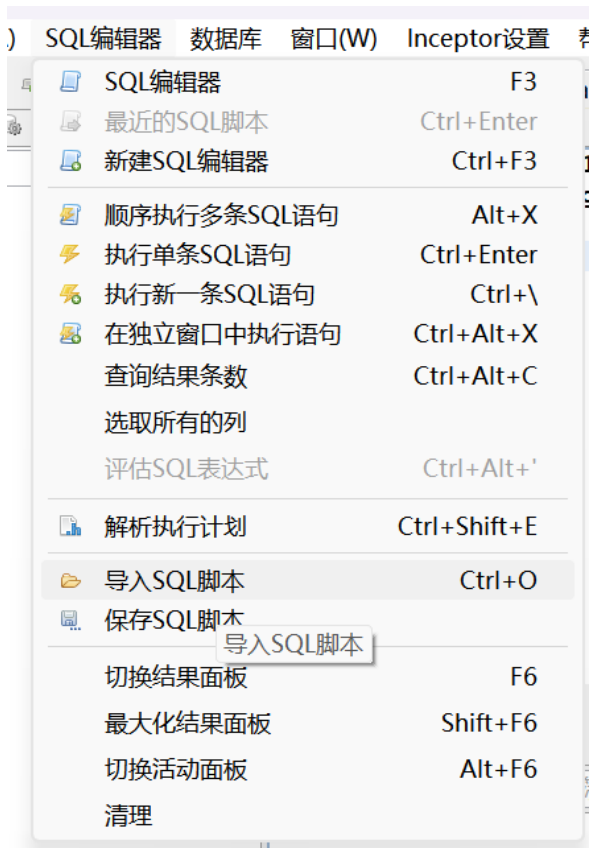 SQL编辑器 数据库 窗口(W) Inceptor设置
SQL编辑器 F3
最近的SQL脚本 Ctrl+Enter
新建SQL编辑器 Ctrl+F3
顺序执行多条SQL语句 Alt+X
执行单条SQL语句 Ctrl+Enter
执行新一条SQL语句 Ctrl+\
在独立窗口中执行语句 Ctrl+Alt+X
查询结果条数 Ctrl+Alt+C
选取所有的列
评估SQL表达式 Ctrl+Alt+'
解析执行计划 Ctrl+Shift+E
导入SQL脚本 Ctrl+O
保存SQL脚本
导入SQL脚本
切换结果面板 F6
最大化结果面板 Shift+F6
切换活动面板 Alt+F6
清理